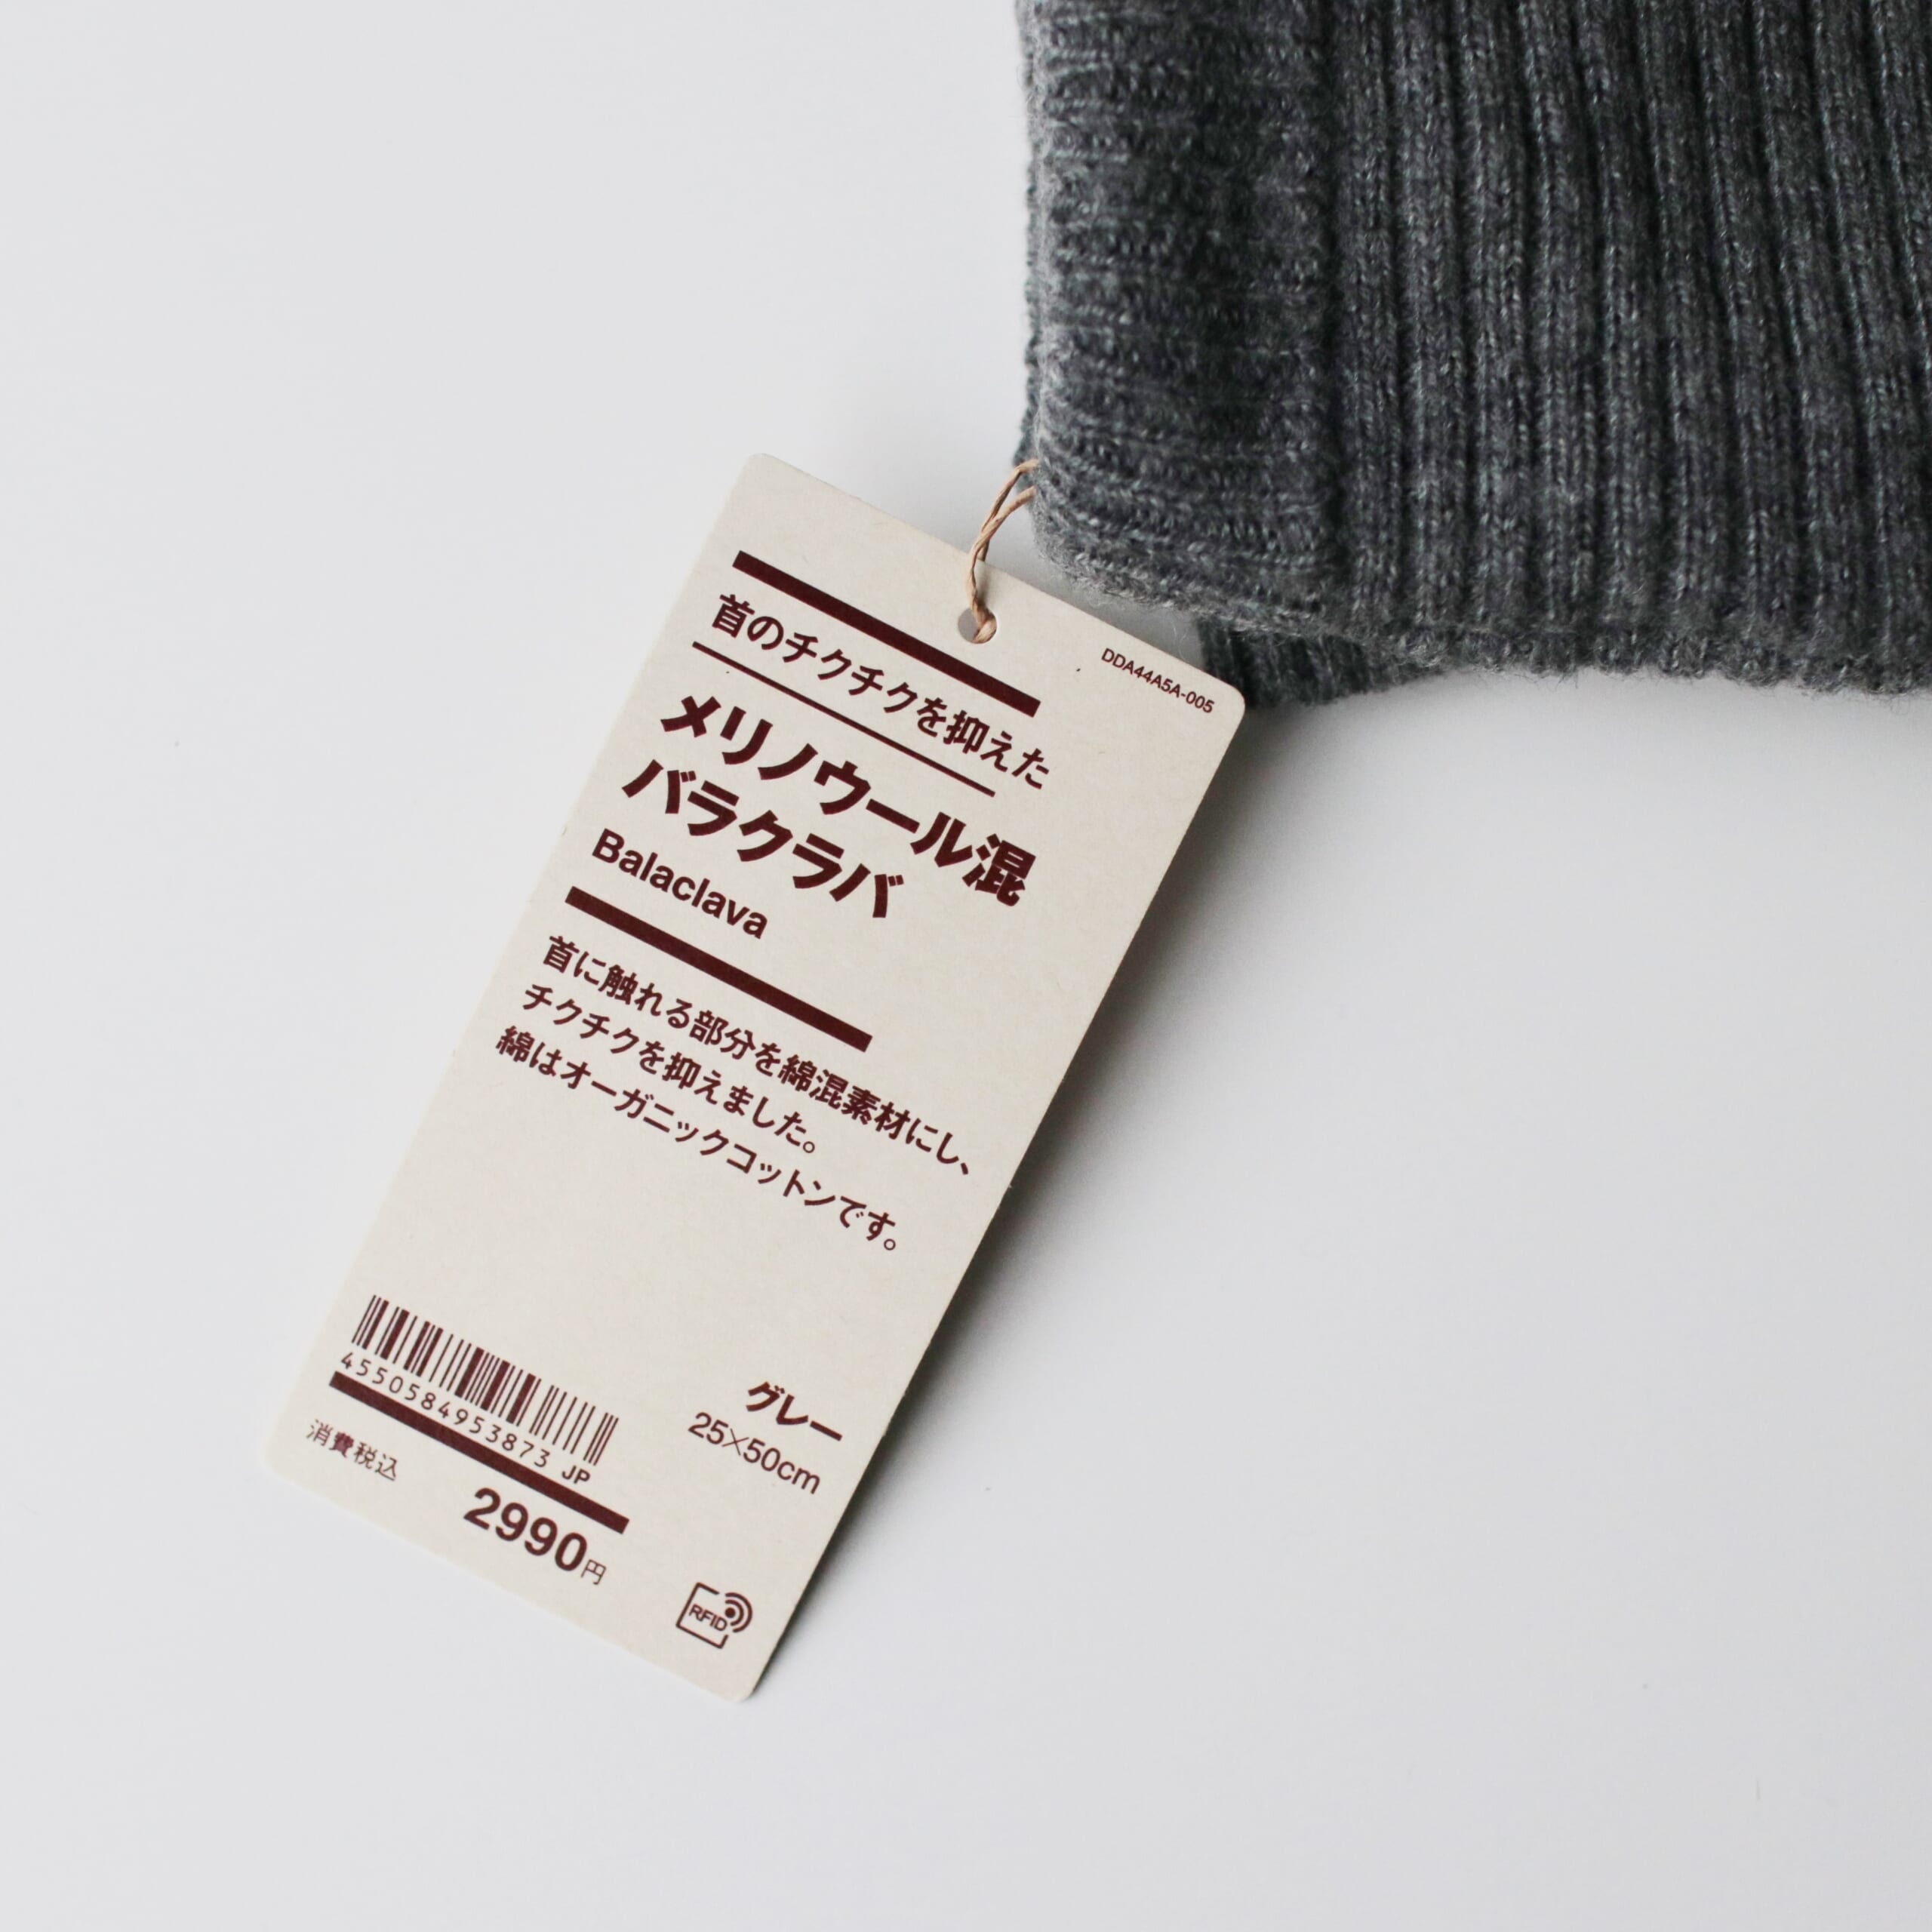 DDA44A5A-005
首のチクチクを抑えた
メリノウール混
バラクラバ
Balaclava
首に触れる部分を綿混素材にし、
チクチクを抑えました。
綿はオーガニックコットンです。
グレー
25×50cm
4550584953873 JP
消費税込
2990円
RFID